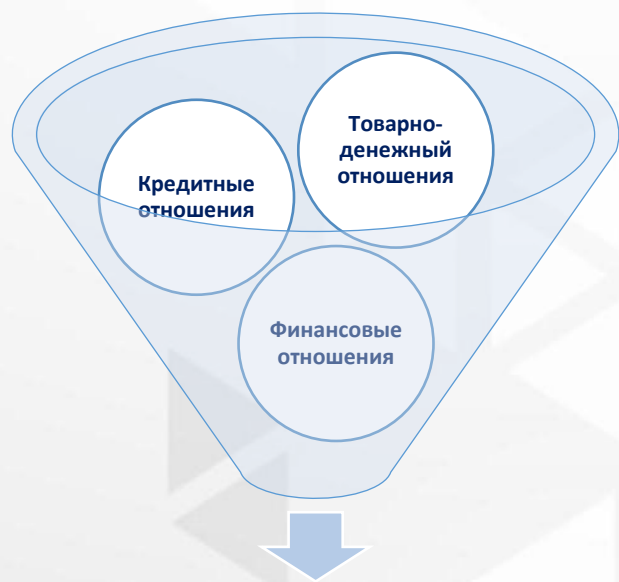 Товарно-
денежный
отношения
Кредитные
отношения
Финансовые
отношения